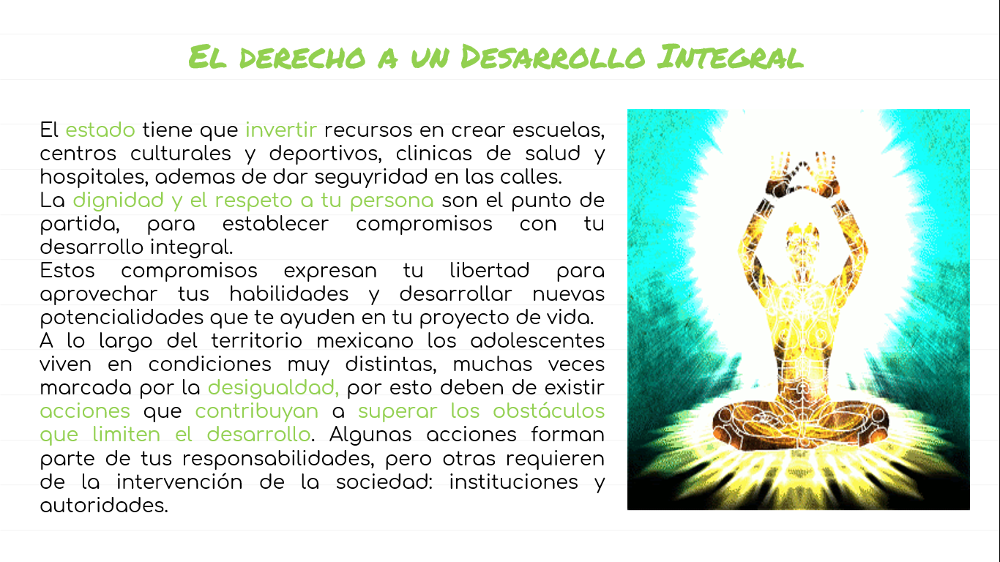 El derecho a un Desarrollo Integral
El estado tiene que invertir recursos en crear escuelas,
centros culturales y deportivos, clinicas de salud y
hospitales, ademas de dar seguyridad en las calles.
La dignidad y el respeto a tu persona son el punto de
partida, para establecer compromisos con tu
desarrollo integral.
Estos compromisos expresan tu libertad para
aprovechar tus habilidades y desarrollar nuevas
potencialidades que te ayuden en tu proyecto de vida.
A lo largo del territorio mexicano los adolescentes
viven en condiciones muy distintas, muchas veces
marcada por la desigualdad, por esto deben de existir
acciones que contribuyan a superar los obstáculos
que limiten el desarrollo. Algunas acciones forman
parte de tus responsabilidades, pero otras requieren
de la intervención de la sociedad: instituciones y
autoridades.